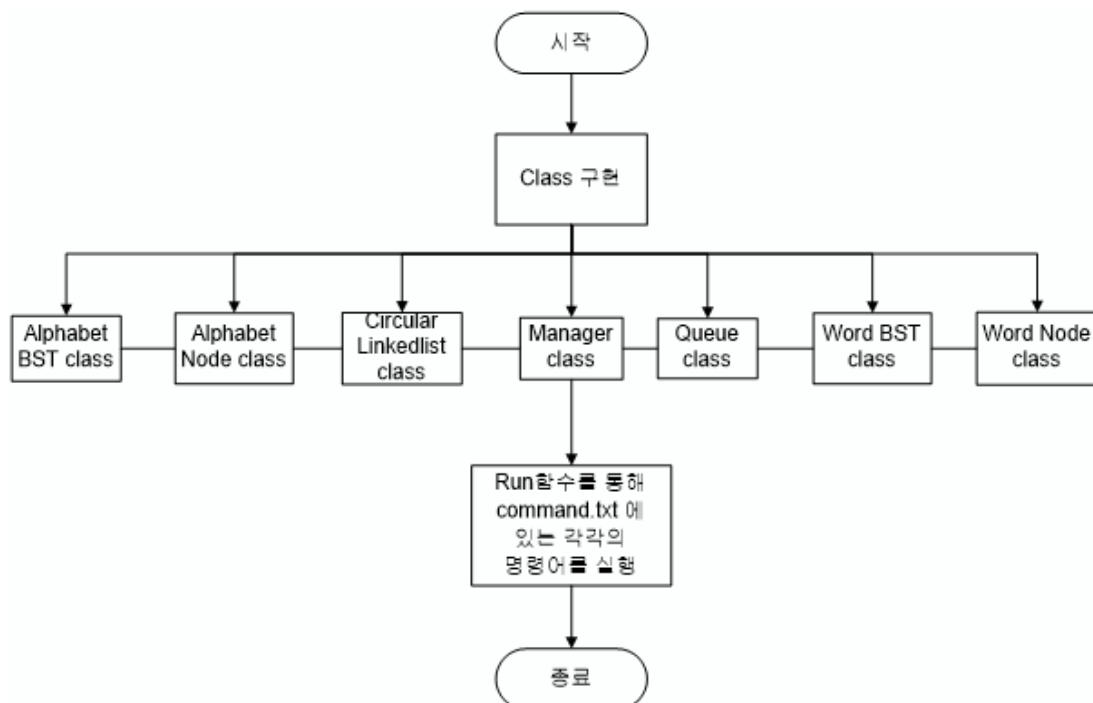 시작
Class 구현
Alphabet
BST class
Alphabet
Node class
Circular
Linkedlist
class
Manager
class
Queue
class
Word BST
class
Word Node
class
Run함수를 통해
command.txt 에
있는 각각의
명령어를 실행
종료